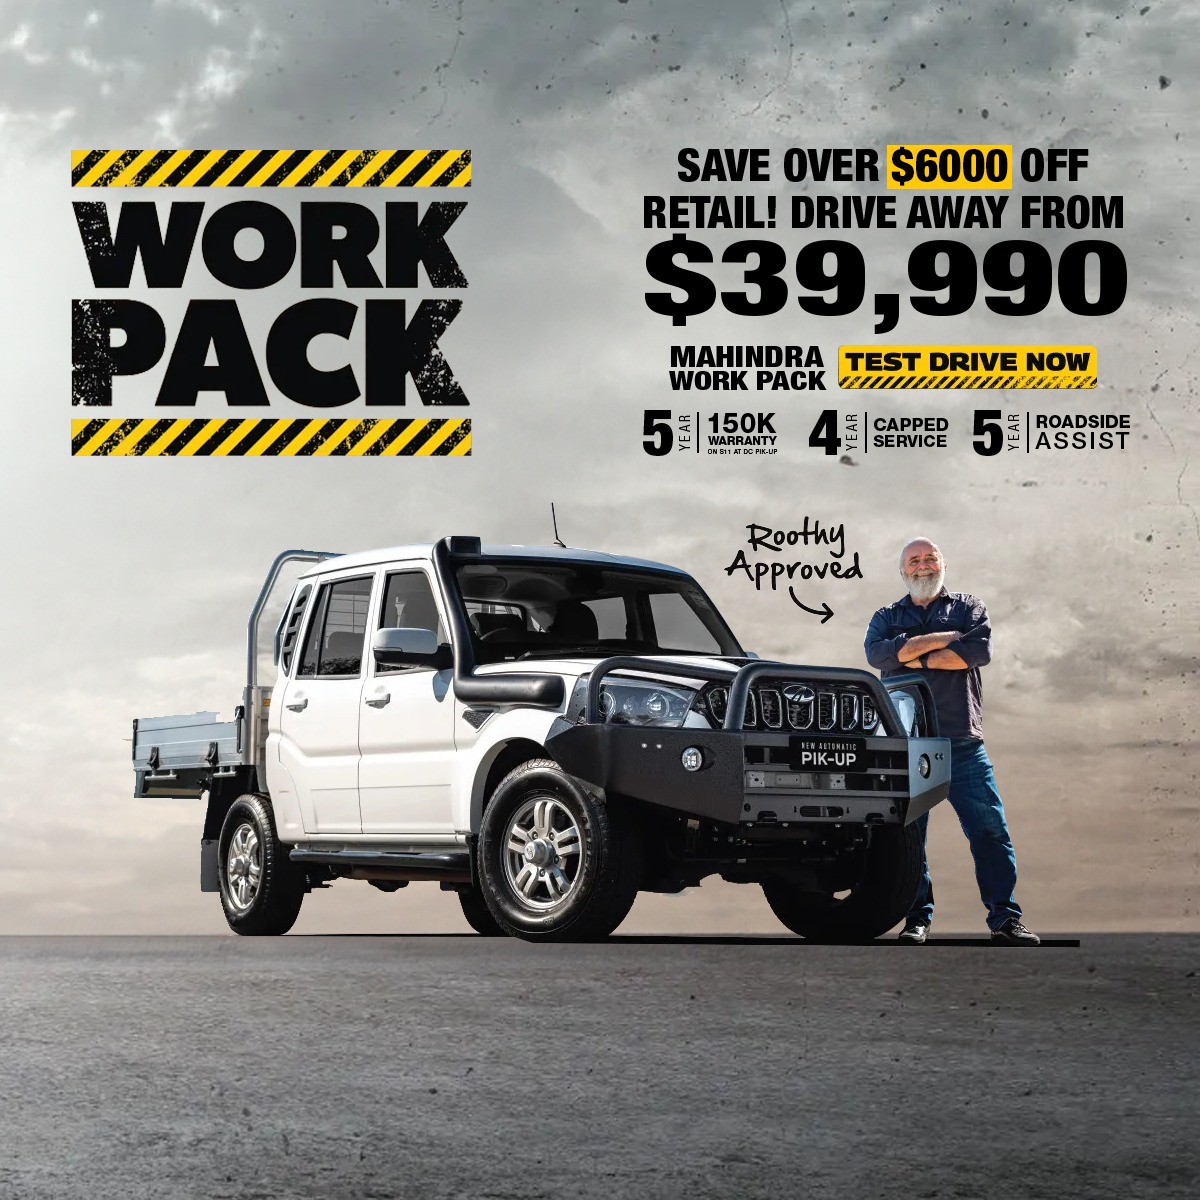 WORK
PACK
SAVE OVER $6000 OFF
RETAIL! DRIVE AWAY FROM
$39,990
MAHINDRA
WORK PACK
TEST DRIVE NOW
5 YEAR
150K
WARRANTY
ON S11 AT DC PIK-UP
4 YEAR
CAPPED
SERVICE
5 YEAR
ROADSIDE
ASSIST
Roothy
Approved
NEW AUTOMATIC
PIK-UP